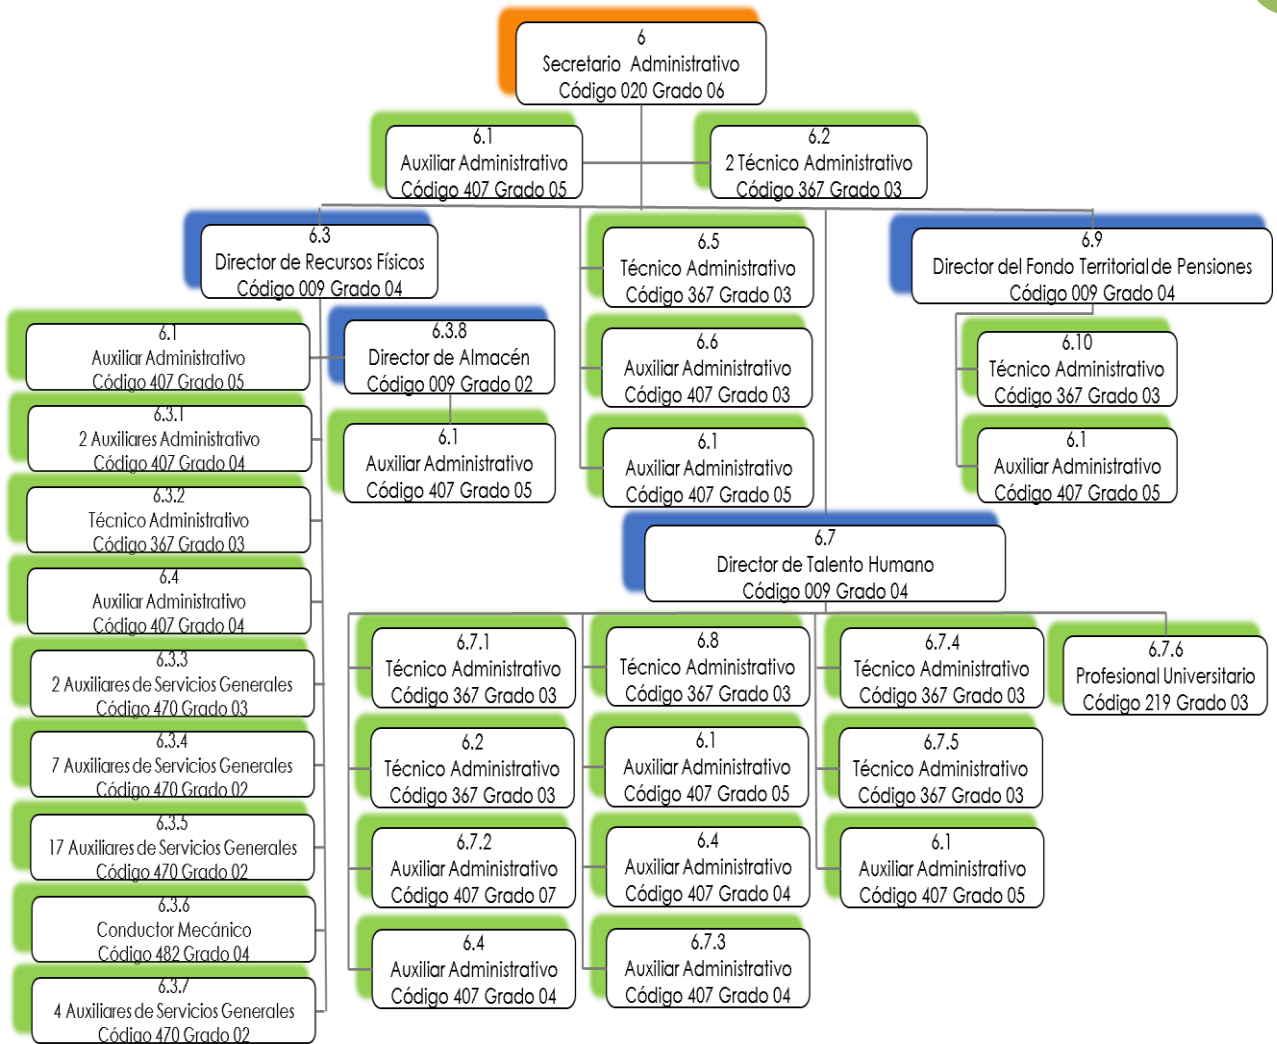 6
Secretario Administrativo
Código 020 Grado 06
6.1
Auxiliar Administrativo
Código 407 Grado 05
6.2
2 Técnico Administrativo
Código 367 Grado 03
6.3
Director de Recursos Físicos
Código 009 Grado 04
6.1
Auxiliar Administrativo
Código 407 Grado 05
6.3.1
2 Auxiliares Administrativo
Código 407 Grado 04
6.3.2
Técnico Administrativo
Código 367 Grado 03
6.4
Auxiliar Administrativo
Código 407 Grado 04
6.3.3
2 Auxiliares de Servicios Generales
Código 470 Grado 03
6.3.4
7 Auxiliares de Servicios Generales
Código 470 Grado 02
6.3.5
17 Auxiliares de Servicios Generales
Código 470 Grado 02
6.3.6
Conductor Mecánico
Código 482 Grado 04
6.3.7
4 Auxiliares de Servicios Generales
Código 470 Grado 02
6.3.8
Director de Almacén
Código 009 Grado 02
6.1
Auxiliar Administrativo
Código 407 Grado 05
6.5
Técnico Administrativo
Código 367 Grado 03
6.6
Auxiliar Administrativo
Código 407 Grado 03
6.1
Auxiliar Administrativo
Código 407 Grado 05
6.9
Director del Fondo Territorial de Pensiones
Código 009 Grado 04
6.10
Técnico Administrativo
Código 367 Grado 03
6.1
Auxiliar Administrativo
Código 407 Grado 05
6.7
Director de Talento Humano
Código 009 Grado 04
6.7.1
Técnico Administrativo
Código 367 Grado 03
6.2
Técnico Administrativo
Código 367 Grado 03
6.7.2
Auxiliar Administrativo
Código 407 Grado 07
6.4
Auxiliar Administrativo
Código 407 Grado 04
6.8
Técnico Administrativo
Código 367 Grado 03
6.1
Auxiliar Administrativo
Código 407 Grado 05
6.4
Auxiliar Administrativo
Código 407 Grado 04
6.7.3
Auxiliar Administrativo
Código 407 Grado 04
6.7.4
Técnico Administrativo
Código 367 Grado 03
6.7.5
Técnico Administrativo
Código 367 Grado 03
6.1
Auxiliar Administrativo
Código 407 Grado 05
6.7.6
Profesional Universitario
Código 219 Grado 03